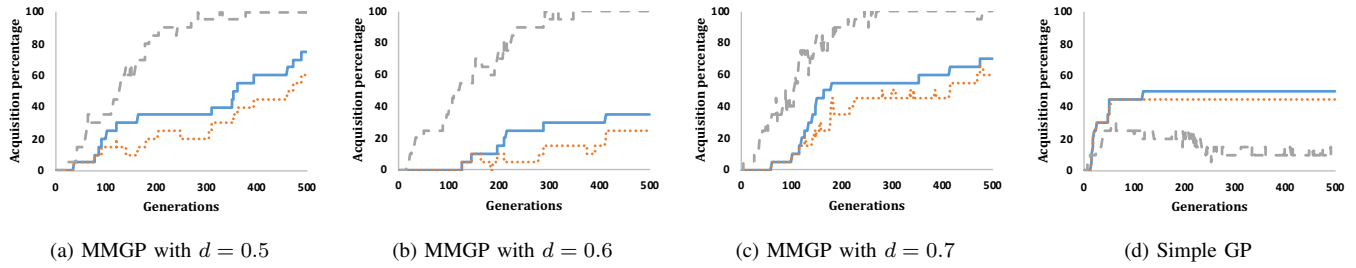 Acquisition percentage
100
80
60
40
20
0
0 100 200 300 400 500
Generations
(a) MMGP with d = 0.5
Acquisition percentage
100
80
60
40
20
0
0 100 200 300 400 500
Generations
(b) MMGP with d = 0.6
Acquisition percentage
100
80
60
40
20
0
0 100 200 300 400 500
Generations
(c) MMGP with d = 0.7
Acquisition percentage
100
80
60
40
20
0
0 100 200 300 400 500
Generations
(d) Simple GP